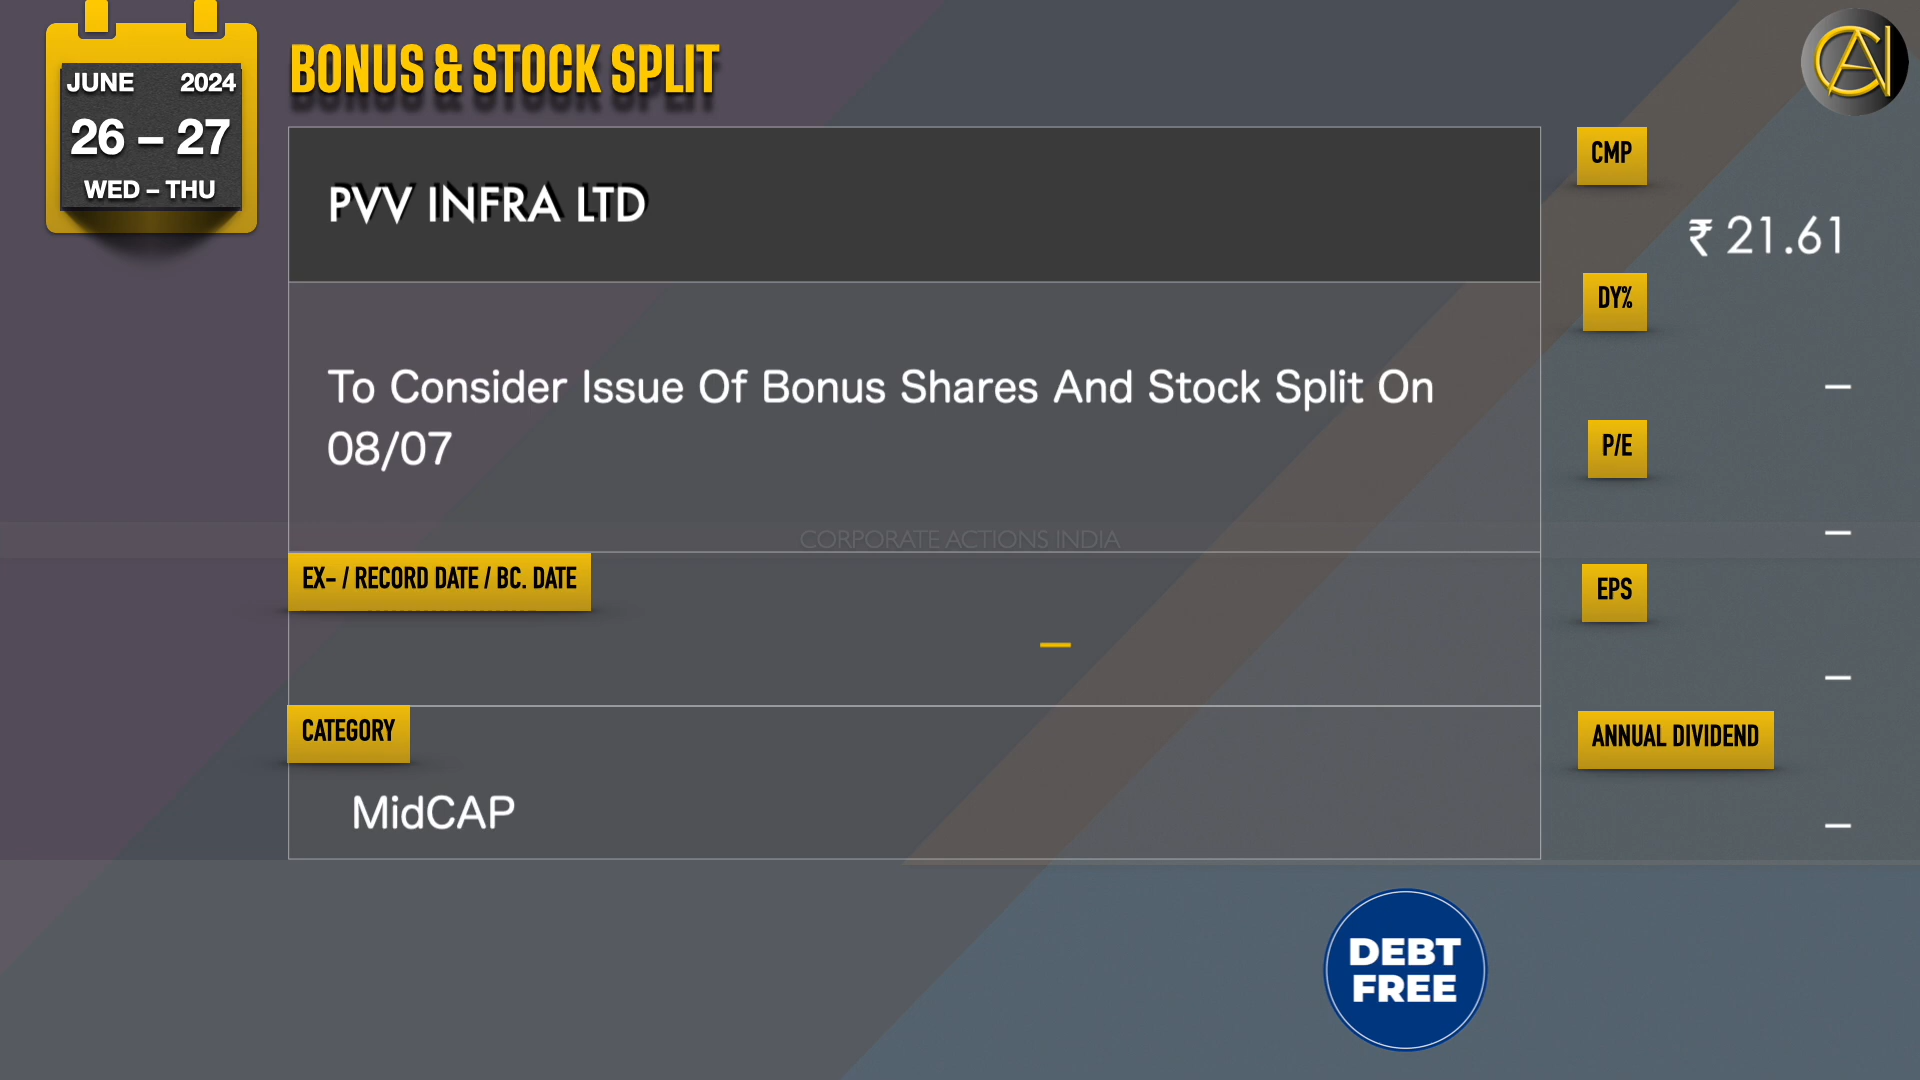 JUNE 2024
26 – 27
WED – THU
BONUS & STOCK SPLIT
CAI
PVV INFRA LTD
To Consider Issue Of Bonus Shares And Stock Split On
08/07
CORPORATE ACTIONS INDIA
EX- / RECORD DATE / BC. DATE
–
CATEGORY
MidCAP
CMP
₹ 21.61
DY%
–
P/E
–
EPS
–
ANNUAL DIVIDEND
–
DEBT
FREE